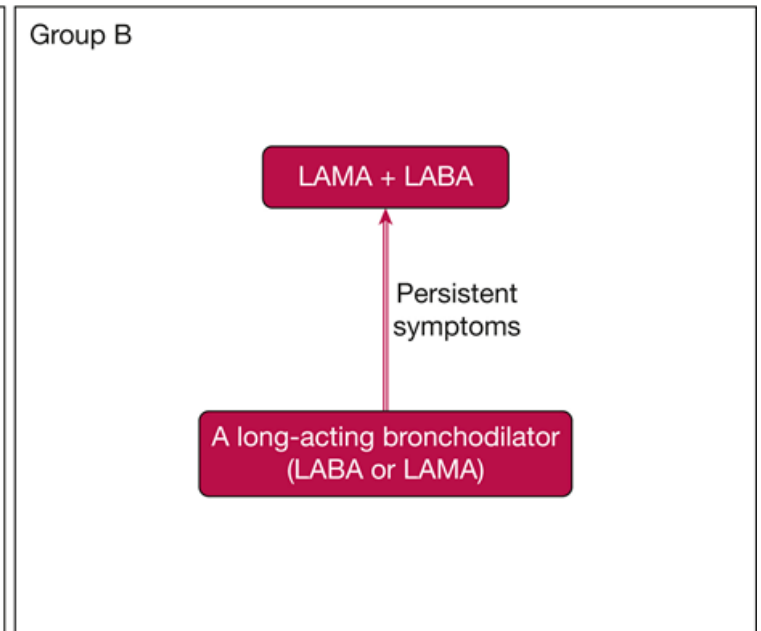 Group B
LAMA + LABA
Persistent
symptoms
A long-acting bronchodilator
(LABA or LAMA)